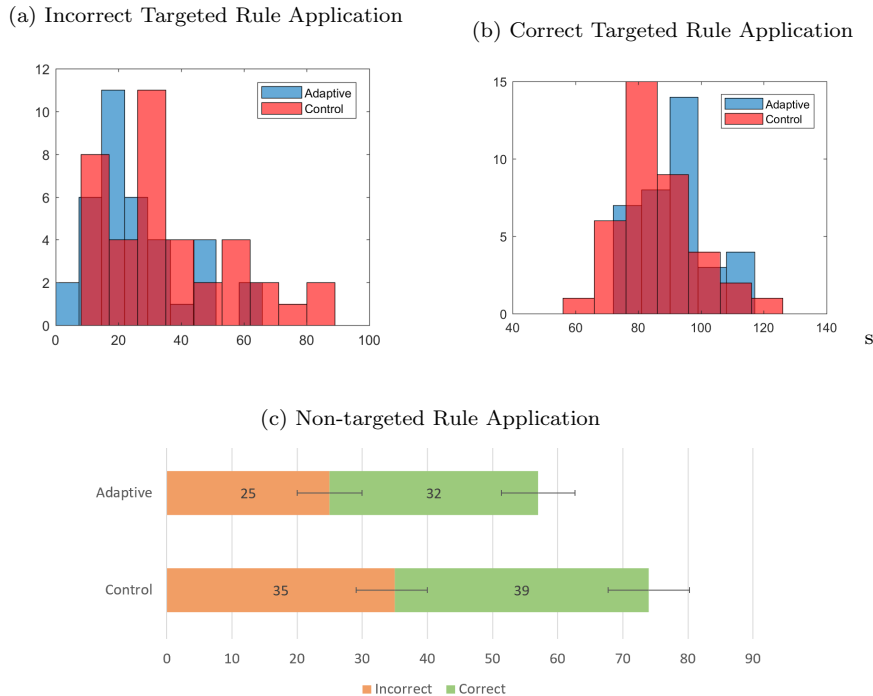 (a) Incorrect Targeted Rule Application
(b) Correct Targeted Rule Application
12
10
8
6
4
2
0
0 20 40 60 80 100
Adaptive
Control
15
10
5
0
40 60 80 100 120 140
Adaptive
Control
s
(c) Non-targeted Rule Application
Adaptive 25 32
Control 35 39
0 10 20 30 40 50 60 70 80 90
Incorrect Correct